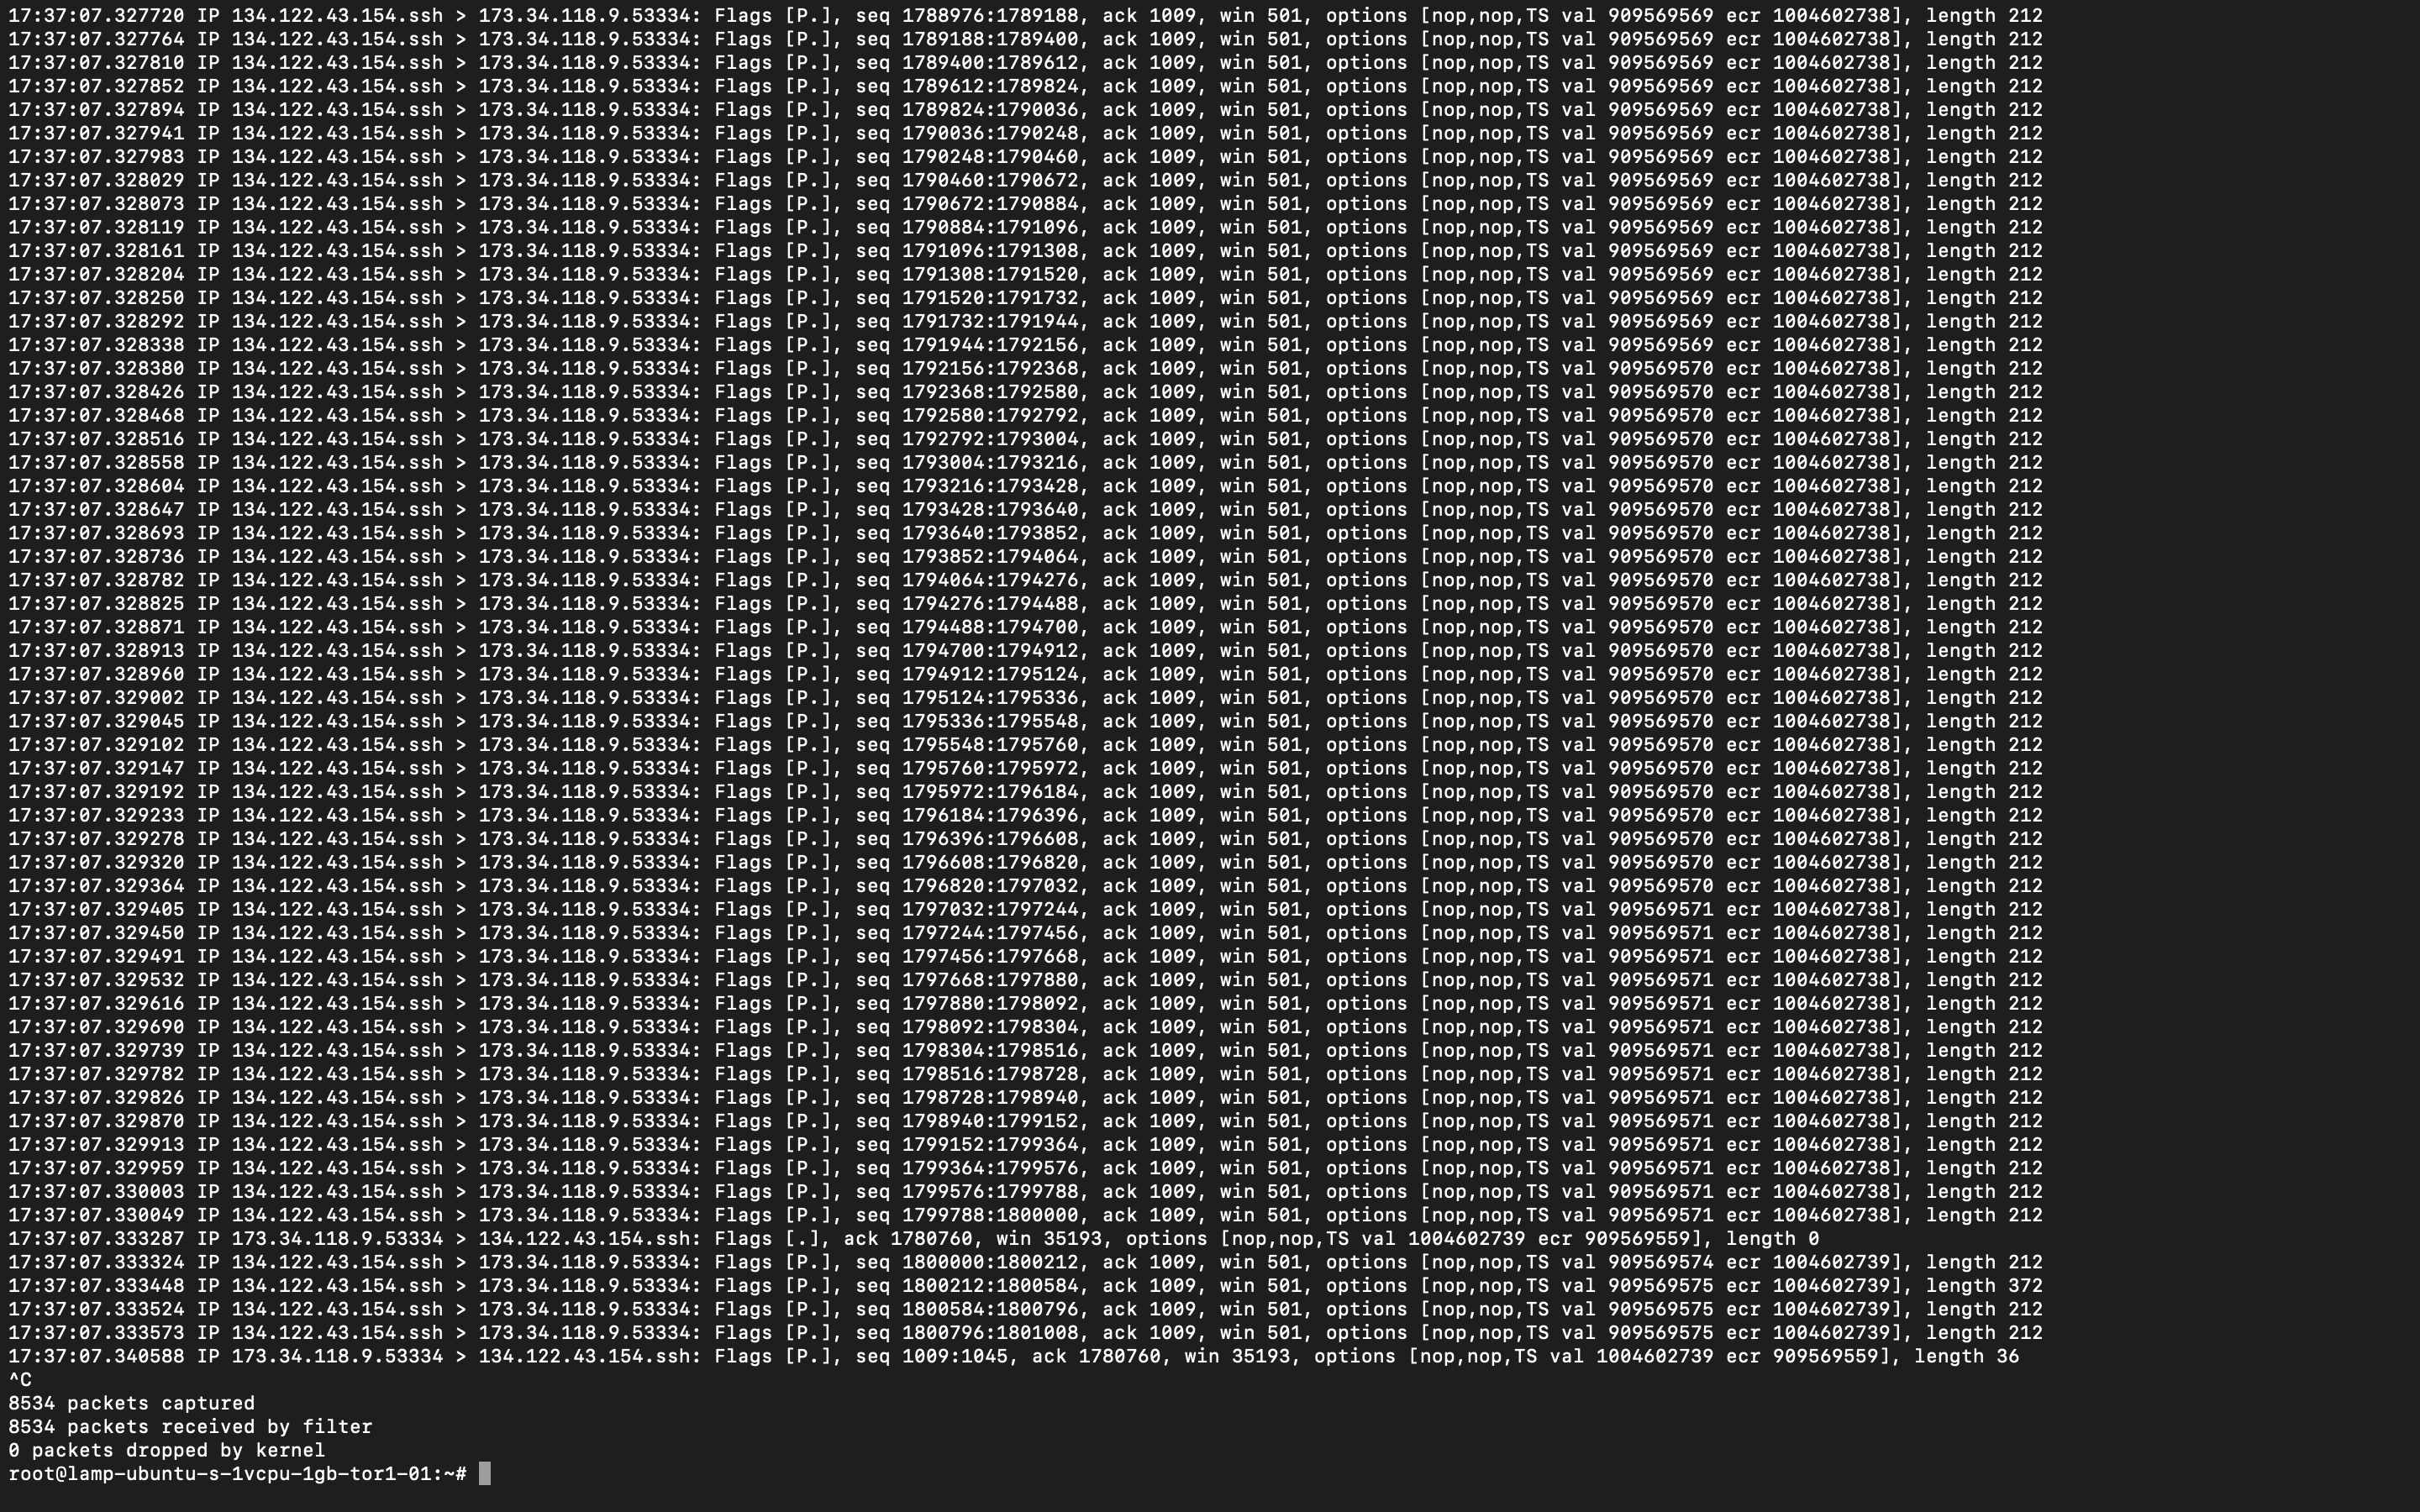 17:37:07.327720 IP 134.122.43.154.ssh > 173.34.118.9.53334: Flags [P.], seq 1788976:1789188, ack 1009, win 501, options [nop,nop,TS val 909569569 ecr 1004602738], length 212
17:37:07.327764 IP 134.122.43.154.ssh > 173.34.118.9.53334: Flags [P.], seq 1789188:1789400, ack 1009, win 501, options [nop,nop,TS val 909569569 ecr 1004602738], length 212
17:37:07.327810 IP 134.122.43.154.ssh > 173.34.118.9.53334: Flags [P.], seq 1789400:1789612, ack 1009, win 501, options [nop,nop,TS val 909569569 ecr 1004602738], length 212
17:37:07.327852 IP 134.122.43.154.ssh > 173.34.118.9.53334: Flags [P.], seq 1789612:1789824, ack 1009, win 501, options [nop,nop,TS val 909569569 ecr 1004602738], length 212
17:37:07.327894 IP 134.122.43.154.ssh > 173.34.118.9.53334: Flags [P.], seq 1789824:1790036, ack 1009, win 501, options [nop,nop,TS val 909569569 ecr 1004602738], length 212
17:37:07.327941 IP 134.122.43.154.ssh > 173.34.118.9.53334: Flags [P.], seq 1790036:1790248, ack 1009, win 501, options [nop,nop,TS val 909569569 ecr 1004602738], length 212
17:37:07.327983 IP 134.122.43.154.ssh > 173.34.118.9.53334: Flags [P.], seq 1790248:1790460, ack 1009, win 501, options [nop,nop,TS val 909569569 ecr 1004602738], length 212
17:37:07.328029 IP 134.122.43.154.ssh > 173.34.118.9.53334: Flags [P.], seq 1790460:1790672, ack 1009, win 501, options [nop,nop,TS val 909569569 ecr 1004602738], length 212
17:37:07.328073 IP 134.122.43.154.ssh > 173.34.118.9.53334: Flags [P.], seq 1790672:1790884, ack 1009, win 501, options [nop,nop,TS val 909569569 ecr 1004602738], length 212
17:37:07.328119 IP 134.122.43.154.ssh > 173.34.118.9.53334: Flags [P.], seq 1790884:1791096, ack 1009, win 501, options [nop,nop,TS val 909569569 ecr 1004602738], length 212
17:37:07.328161 IP 134.122.43.154.ssh > 173.34.118.9.53334: Flags [P.], seq 1791096:1791308, ack 1009, win 501, options [nop,nop,TS val 909569569 ecr 1004602738], length 212
17:37:07.328204 IP 134.122.43.154.ssh > 173.34.118.9.53334: Flags [P.], seq 1791308:1791520, ack 1009, win 501, options [nop,nop,TS val 909569569 ecr 1004602738], length 212
17:37:07.328250 IP 134.122.43.154.ssh > 173.34.118.9.53334: Flags [P.], seq 1791520:1791732, ack 1009, win 501, options [nop,nop,TS val 909569569 ecr 1004602738], length 212
17:37:07.328292 IP 134.122.43.154.ssh > 173.34.118.9.53334: Flags [P.], seq 1791732:1791944, ack 1009, win 501, options [nop,nop,TS val 909569569 ecr 1004602738], length 212
17:37:07.328338 IP 134.122.43.154.ssh > 173.34.118.9.53334: Flags [P.], seq 1791944:1792156, ack 1009, win 501, options [nop,nop,TS val 909569569 ecr 1004602738], length 212
17:37:07.328380 IP 134.122.43.154.ssh > 173.34.118.9.53334: Flags [P.], seq 1792156:1792368, ack 1009, win 501, options [nop,nop,TS val 909569570 ecr 1004602738], length 212
17:37:07.328426 IP 134.122.43.154.ssh > 173.34.118.9.53334: Flags [P.], seq 1792368:1792580, ack 1009, win 501, options [nop,nop,TS val 909569570 ecr 1004602738], length 212
17:37:07.328468 IP 134.122.43.154.ssh > 173.34.118.9.53334: Flags [P.], seq 1792580:1792792, ack 1009, win 501, options [nop,nop,TS val 909569570 ecr 1004602738], length 212
17:37:07.328516 IP 134.122.43.154.ssh > 173.34.118.9.53334: Flags [P.], seq 1792792:1793004, ack 1009, win 501, options [nop,nop,TS val 909569570 ecr 1004602738], length 212
17:37:07.328558 IP 134.122.43.154.ssh > 173.34.118.9.53334: Flags [P.], seq 1793004:1793216, ack 1009, win 501, options [nop,nop,TS val 909569570 ecr 1004602738], length 212
17:37:07.328604 IP 134.122.43.154.ssh > 173.34.118.9.53334: Flags [P.], seq 1793216:1793428, ack 1009, win 501, options [nop,nop,TS val 909569570 ecr 1004602738], length 212
17:37:07.328647 IP 134.122.43.154.ssh > 173.34.118.9.53334: Flags [P.], seq 1793428:1793640, ack 1009, win 501, options [nop,nop,TS val 909569570 ecr 1004602738], length 212
17:37:07.328693 IP 134.122.43.154.ssh > 173.34.118.9.53334: Flags [P.], seq 1793640:1793852, ack 1009, win 501, options [nop,nop,TS val 909569570 ecr 1004602738], length 212
17:37:07.328736 IP 134.122.43.154.ssh > 173.34.118.9.53334: Flags [P.], seq 1793852:1794064, ack 1009, win 501, options [nop,nop,TS val 909569570 ecr 1004602738], length 212
17:37:07.328782 IP 134.122.43.154.ssh > 173.34.118.9.53334: Flags [P.], seq 1794064:1794276, ack 1009, win 501, options [nop,nop,TS val 909569570 ecr 1004602738], length 212
17:37:07.328825 IP 134.122.43.154.ssh > 173.34.118.9.53334: Flags [P.], seq 1794276:1794488, ack 1009, win 501, options [nop,nop,TS val 909569570 ecr 1004602738], length 212
17:37:07.328871 IP 134.122.43.154.ssh > 173.34.118.9.53334: Flags [P.], seq 1794488:1794700, ack 1009, win 501, options [nop,nop,TS val 909569570 ecr 1004602738], length 212
17:37:07.328913 IP 134.122.43.154.ssh > 173.34.118.9.53334: Flags [P.], seq 1794700:1794912, ack 1009, win 501, options [nop,nop,TS val 909569570 ecr 1004602738], length 212
17:37:07.328960 IP 134.122.43.154.ssh > 173.34.118.9.53334: Flags [P.], seq 1794912:1795124, ack 1009, win 501, options [nop,nop,TS val 909569570 ecr 1004602738], length 212
17:37:07.329002 IP 134.122.43.154.ssh > 173.34.118.9.53334: Flags [P.], seq 1795124:1795336, ack 1009, win 501, options [nop,nop,TS val 909569570 ecr 1004602738], length 212
17:37:07.329045 IP 134.122.43.154.ssh > 173.34.118.9.53334: Flags [P.], seq 1795336:1795548, ack 1009, win 501, options [nop,nop,TS val 909569570 ecr 1004602738], length 212
17:37:07.329102 IP 134.122.43.154.ssh > 173.34.118.9.53334: Flags [P.], seq 1795548:1795760, ack 1009, win 501, options [nop,nop,TS val 909569570 ecr 1004602738], length 212
17:37:07.329147 IP 134.122.43.154.ssh > 173.34.118.9.53334: Flags [P.], seq 1795760:1795972, ack 1009, win 501, options [nop,nop,TS val 909569570 ecr 1004602738], length 212
17:37:07.329192 IP 134.122.43.154.ssh > 173.34.118.9.53334: Flags [P.], seq 1795972:1796184, ack 1009, win 501, options [nop,nop,TS val 909569570 ecr 1004602738], length 212
17:37:07.329233 IP 134.122.43.154.ssh > 173.34.118.9.53334: Flags [P.], seq 1796184:1796396, ack 1009, win 501, options [nop,nop,TS val 909569570 ecr 1004602738], length 212
17:37:07.329278 IP 134.122.43.154.ssh > 173.34.118.9.53334: Flags [P.], seq 1796396:1796608, ack 1009, win 501, options [nop,nop,TS val 909569570 ecr 1004602738], length 212
17:37:07.329320 IP 134.122.43.154.ssh > 173.34.118.9.53334: Flags [P.], seq 1796608:1796820, ack 1009, win 501, options [nop,nop,TS val 909569570 ecr 1004602738], length 212
17:37:07.329364 IP 134.122.43.154.ssh > 173.34.118.9.53334: Flags [P.], seq 1796820:1797032, ack 1009, win 501, options [nop,nop,TS val 909569570 ecr 1004602738], length 212
17:37:07.329405 IP 134.122.43.154.ssh > 173.34.118.9.53334: Flags [P.], seq 1797032:1797244, ack 1009, win 501, options [nop,nop,TS val 909569571 ecr 1004602738], length 212
17:37:07.329450 IP 134.122.43.154.ssh > 173.34.118.9.53334: Flags [P.], seq 1797244:1797456, ack 1009, win 501, options [nop,nop,TS val 909569571 ecr 1004602738], length 212
17:37:07.329491 IP 134.122.43.154.ssh > 173.34.118.9.53334: Flags [P.], seq 1797456:1797668, ack 1009, win 501, options [nop,nop,TS val 909569571 ecr 1004602738], length 212
17:37:07.329532 IP 134.122.43.154.ssh > 173.34.118.9.53334: Flags [P.], seq 1797668:1797880, ack 1009, win 501, options [nop,nop,TS val 909569571 ecr 1004602738], length 212
17:37:07.329616 IP 134.122.43.154.ssh > 173.34.118.9.53334: Flags [P.], seq 1797880:1798092, ack 1009, win 501, options [nop,nop,TS val 909569571 ecr 1004602738], length 212
17:37:07.329690 IP 134.122.43.154.ssh > 173.34.118.9.53334: Flags [P.], seq 1798092:1798304, ack 1009, win 501, options [nop,nop,TS val 909569571 ecr 1004602738], length 212
17:37:07.329739 IP 134.122.43.154.ssh > 173.34.118.9.53334: Flags [P.], seq 1798304:1798516, ack 1009, win 501, options [nop,nop,TS val 909569571 ecr 1004602738], length 212
17:37:07.329782 IP 134.122.43.154.ssh > 173.34.118.9.53334: Flags [P.], seq 1798516:1798728, ack 1009, win 501, options [nop,nop,TS val 909569571 ecr 1004602738], length 212
17:37:07.329826 IP 134.122.43.154.ssh > 173.34.118.9.53334: Flags [P.], seq 1798728:1798940, ack 1009, win 501, options [nop,nop,TS val 909569571 ecr 1004602738], length 212
17:37:07.329870 IP 134.122.43.154.ssh > 173.34.118.9.53334: Flags [P.], seq 1798940:1799152, ack 1009, win 501, options [nop,nop,TS val 909569571 ecr 1004602738], length 212
17:37:07.329913 IP 134.122.43.154.ssh > 173.34.118.9.53334: Flags [P.], seq 1799152:1799364, ack 1009, win 501, options [nop,nop,TS val 909569571 ecr 1004602738], length 212
17:37:07.329959 IP 134.122.43.154.ssh > 173.34.118.9.53334: Flags [P.], seq 1799364:1799576, ack 1009, win 501, options [nop,nop,TS val 909569571 ecr 1004602738], length 212
17:37:07.330003 IP 134.122.43.154.ssh > 173.34.118.9.53334: Flags [P.], seq 1799576:1799788, ack 1009, win 501, options [nop,nop,TS val 909569571 ecr 1004602738], length 212
17:37:07.330049 IP 134.122.43.154.ssh > 173.34.118.9.53334: Flags [P.], seq 1799788:1800000, ack 1009, win 501, options [nop,nop,TS val 909569571 ecr 1004602738], length 212
17:37:07.333287 IP 173.34.118.9.53334 > 134.122.43.154.ssh: Flags [.], ack 1780760, win 35193, options [nop,nop,TS val 1004602739 ecr 909569559], length 0
17:37:07.333324 IP 134.122.43.154.ssh > 173.34.118.9.53334: Flags [P.], seq 1800000:1800212, ack 1009, win 501, options [nop,nop,TS val 909569574 ecr 1004602739], length 212
17:37:07.333448 IP 134.122.43.154.ssh > 173.34.118.9.53334: Flags [P.], seq 1800212:1800584, ack 1009, win 501, options [nop,nop,TS val 909569575 ecr 1004602739], length 372
17:37:07.333524 IP 134.122.43.154.ssh > 173.34.118.9.53334: Flags [P.], seq 1800584:1800796, ack 1009, win 501, options [nop,nop,TS val 909569575 ecr 1004602739], length 212
17:37:07.333573 IP 134.122.43.154.ssh > 173.34.118.9.53334: Flags [P.], seq 1800796:1801008, ack 1009, win 501, options [nop,nop,TS val 909569575 ecr 1004602739], length 212
17:37:07.340588 IP 173.34.118.9.53334 > 134.122.43.154.ssh: Flags [P.], seq 1009:1045, ack 1780760, win 35193, options [nop,nop,TS val 1004602739 ecr 909569559], length 36
^C
8534 packets captured
8534 packets received by filter
0 packets dropped by kernel
root@lamp-ubuntu-s-1vcpu-1gb-tor1-01:~#